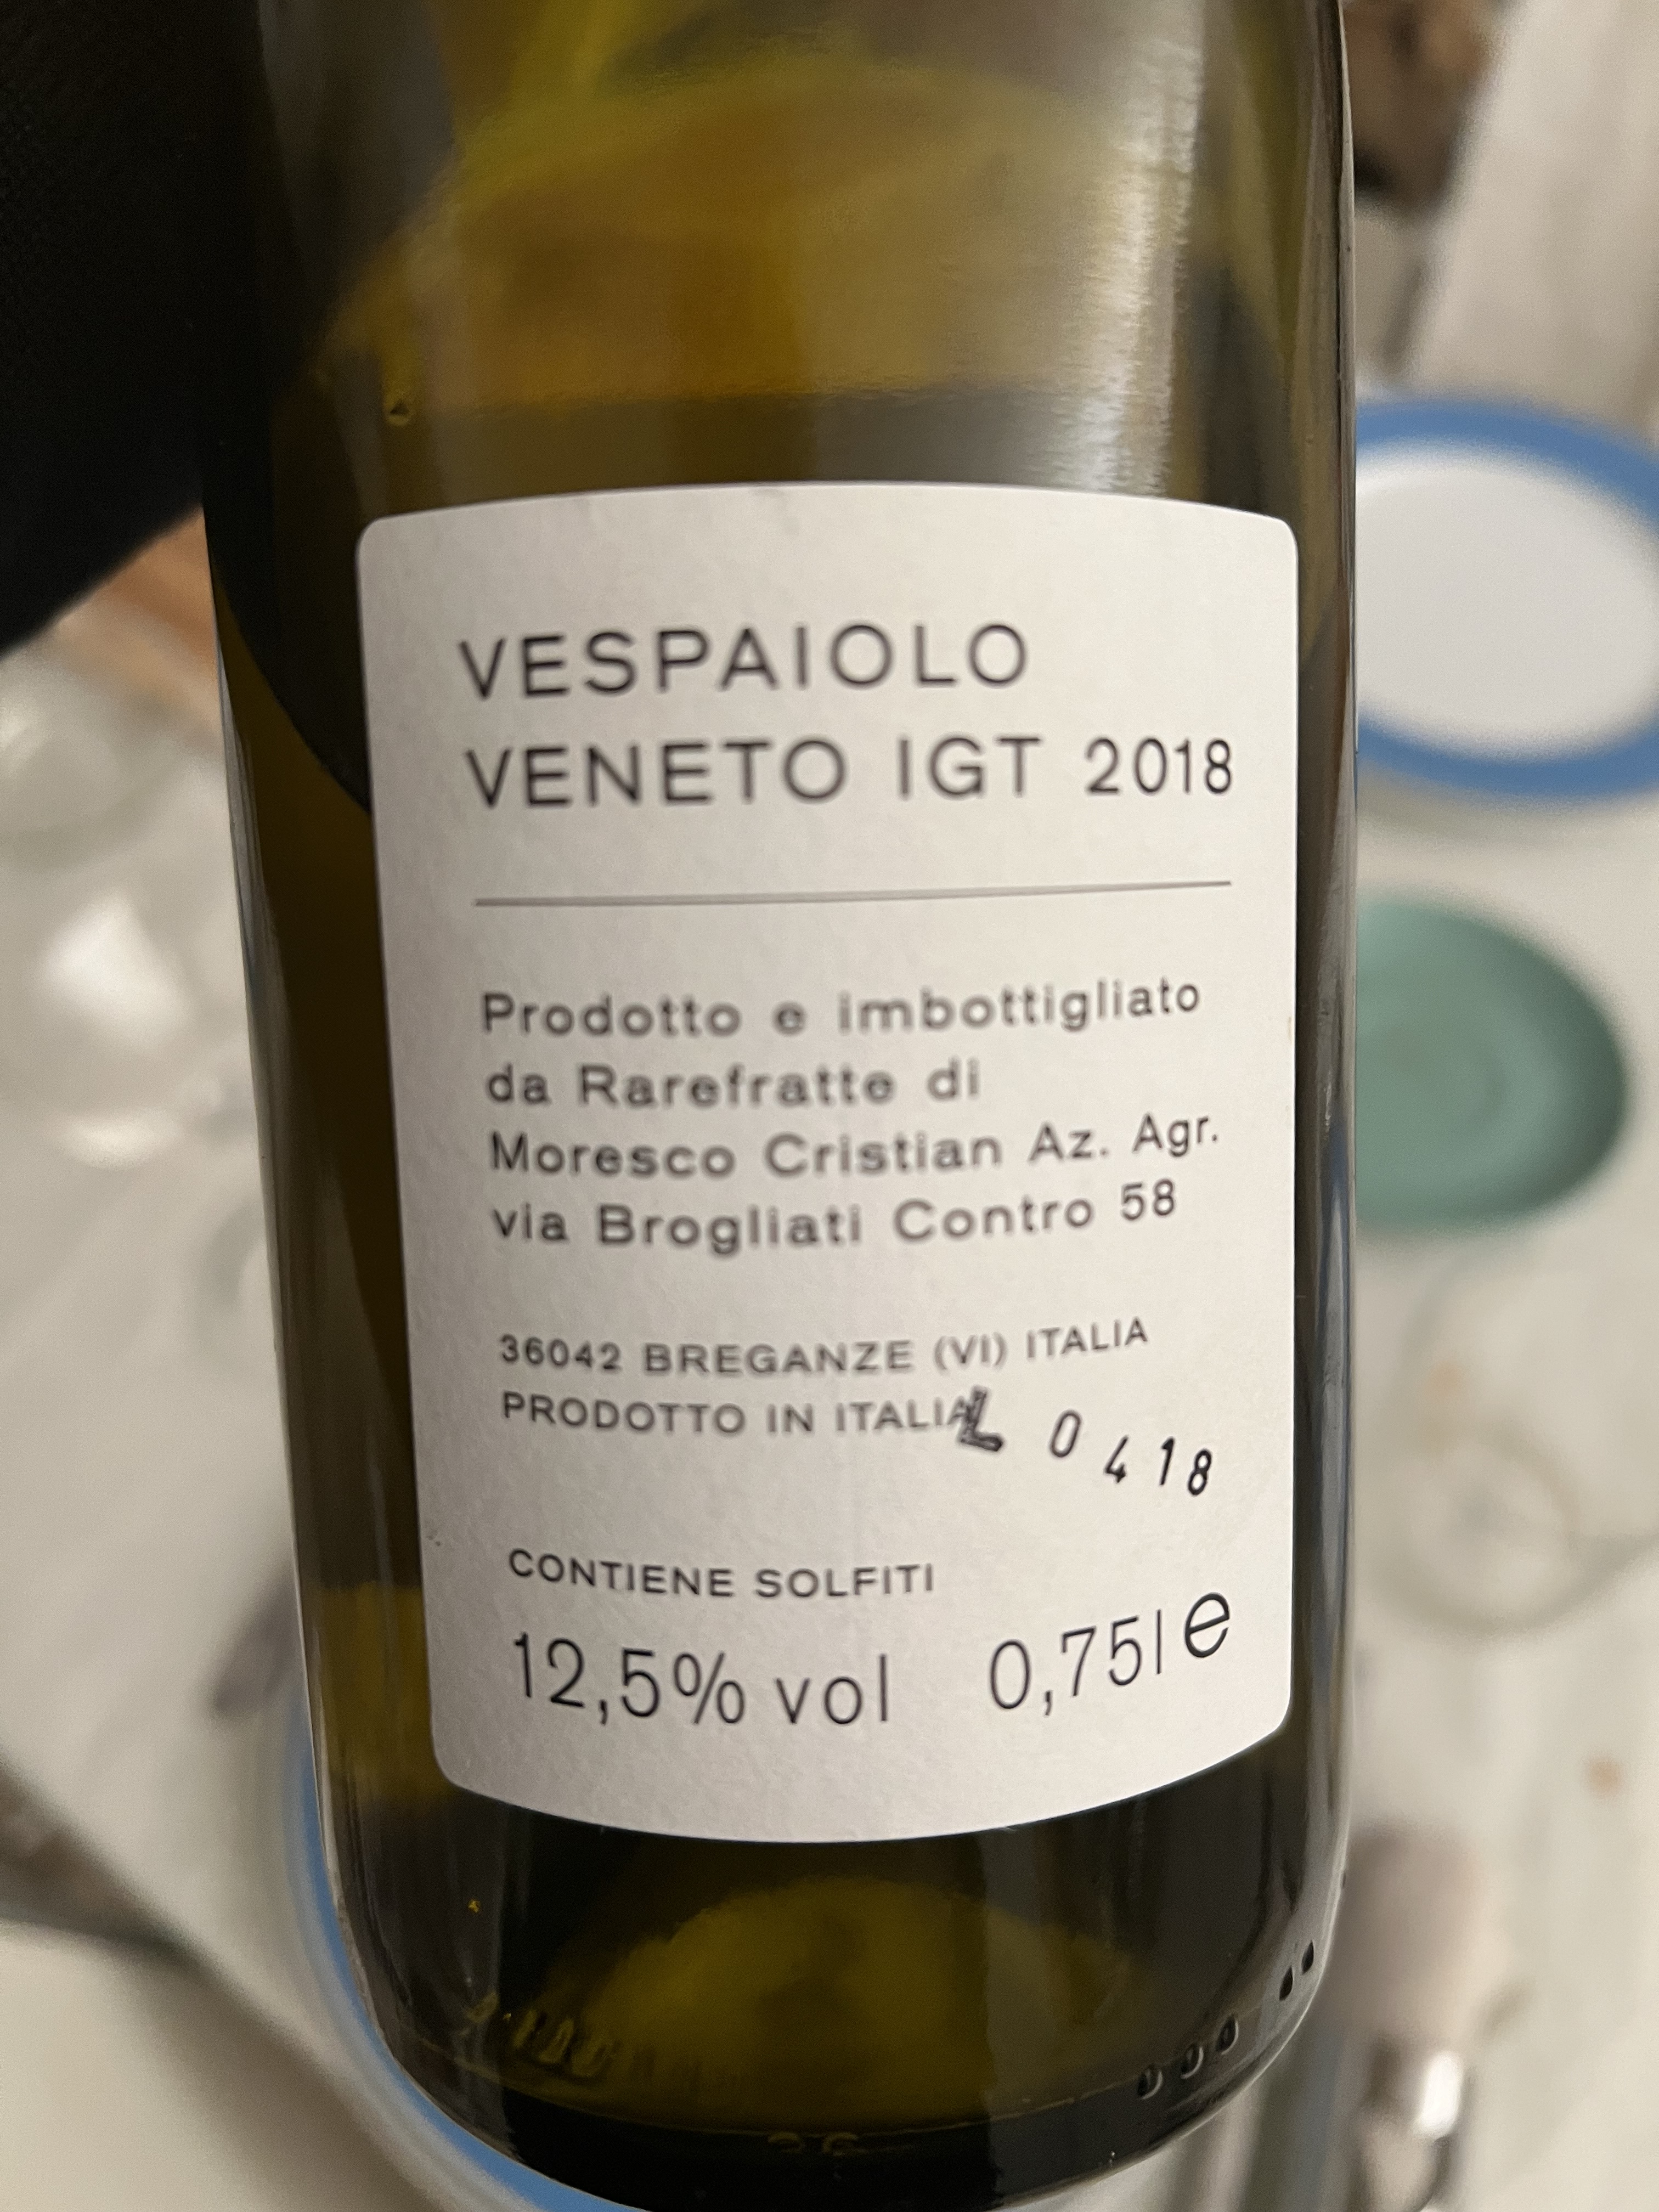 VESPAIOLO
VENETO IGT 2018
Prodotto e imbottigliato
da Rarefratte di
Moresco Cristian Az. Agr.
via Brogliati Contro 58
36042 BREGANZE (VI) ITALIA
PRODOTTO IN ITALIA L 0418
CONTIENE SOLFITI
12,5% vol 0,75l e